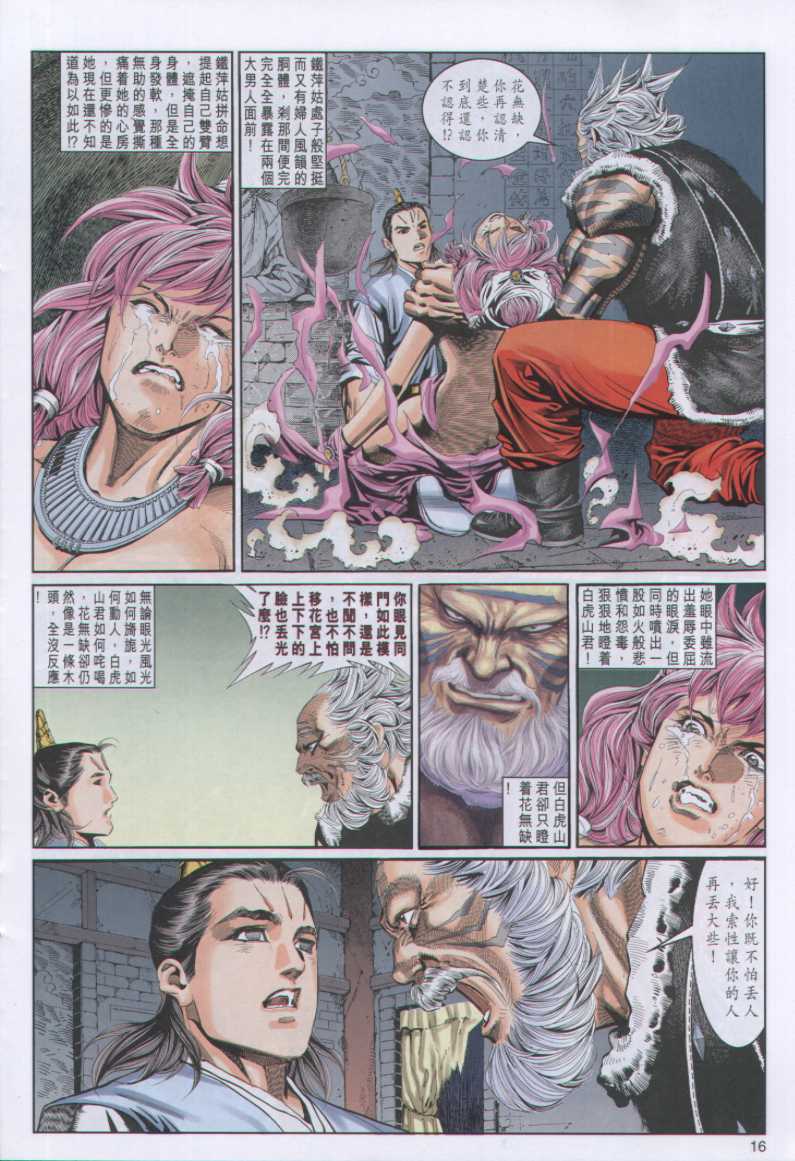 花無缺，
你再認清
楚些，你
到底還認
不認得!?
鐵萍姑處子般堅挺
而又有婦人風韻的
胴體，剎那間便完
完全全暴露在兩個
大男人面前！
鐵萍姑拼命想
提起自己雙臂
，遮掩自己的
身體，但是全
身發軟，那種
無助的感覺撕
痛着她的心房
，但更慘的是
她現在還不知
道為以如此!?
她眼中雖流
出羞辱委屈
的眼淚，但
同時噴出一
股如火般悲
憤和怨毒，
狠狠地瞪着
白虎山君！
但白虎山
君卻只瞪
着花無缺
！
你眼見同
門如此模
樣，還是
不聞不問
，也不怕
移花宮上
上下下的
臉也丟光
了麼!?
無論眼光風光
如何旖旎，如
何動人，白虎
山君如何咤喝
，花無缺卻仍
然像是一條木
頭，全沒反應
！
好！你既不怕丟人
，我索性讓你的人
再丟大些！
16